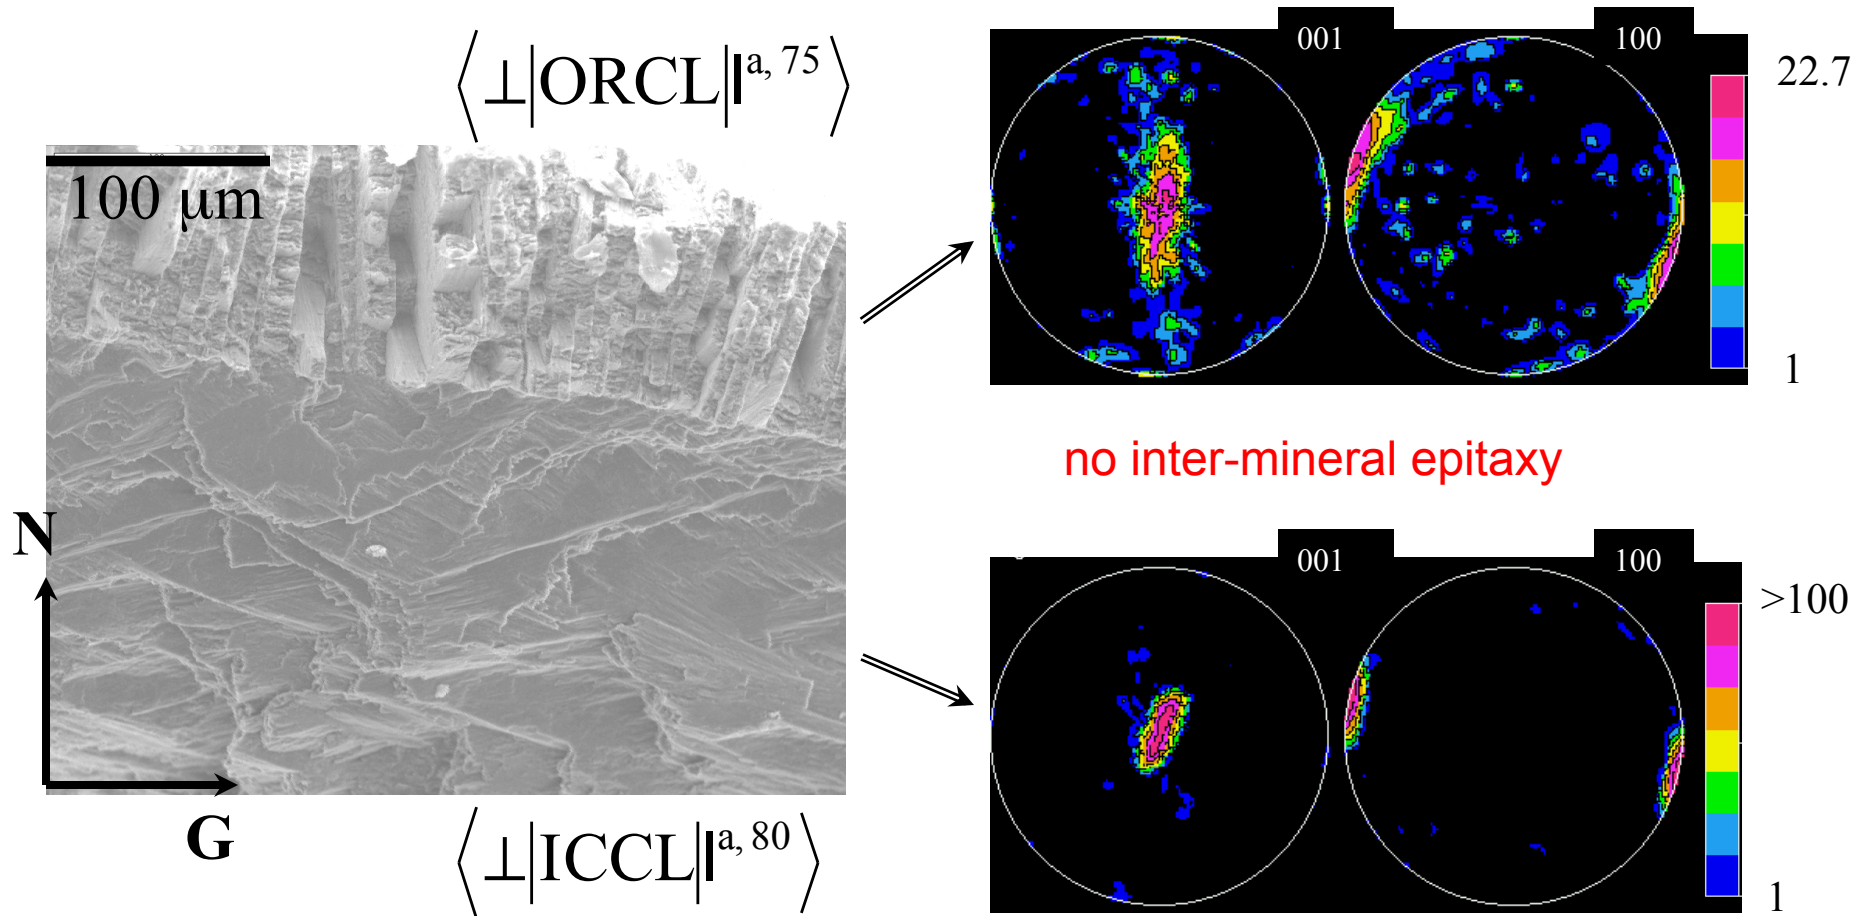 ⟨⊥|ORCL|I^a, 75⟩
001
100
22.7
100 μm
1
no inter-mineral epitaxy
N
001
100
>100
G
⟨⊥|ICCL|I^a, 80⟩
1